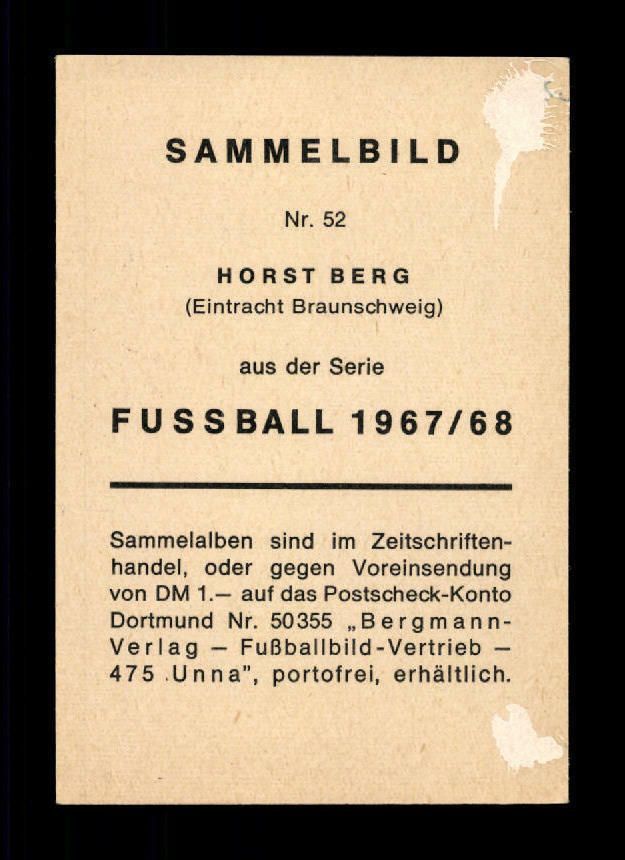 SAMMELBILD
Nr. 52
HORST BERG
(Eintracht Braunschweig)
aus der Serie
FUSSBALL 1967/68
Sammelalben sind im Zeitschriften-
handel, oder gegen Voreinsendung
von DM 1.— auf das Postscheck-Konto
Dortmund Nr. 50355 „Bergmann-
Verlag — Fußballbild-Vertrieb —
475 Unna”, portofrei, erhältlich.